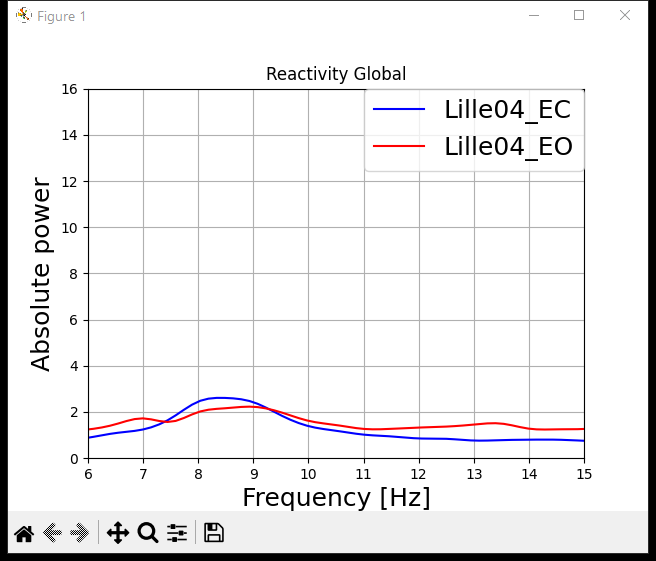 Figure 1
Reactivity Global
Lille04_EC
Lille04_EO
16
14
12
10
8
6
4
2
0
Absolute power
6 7 8 9 10 11 12 13 14 15
Frequency [Hz]